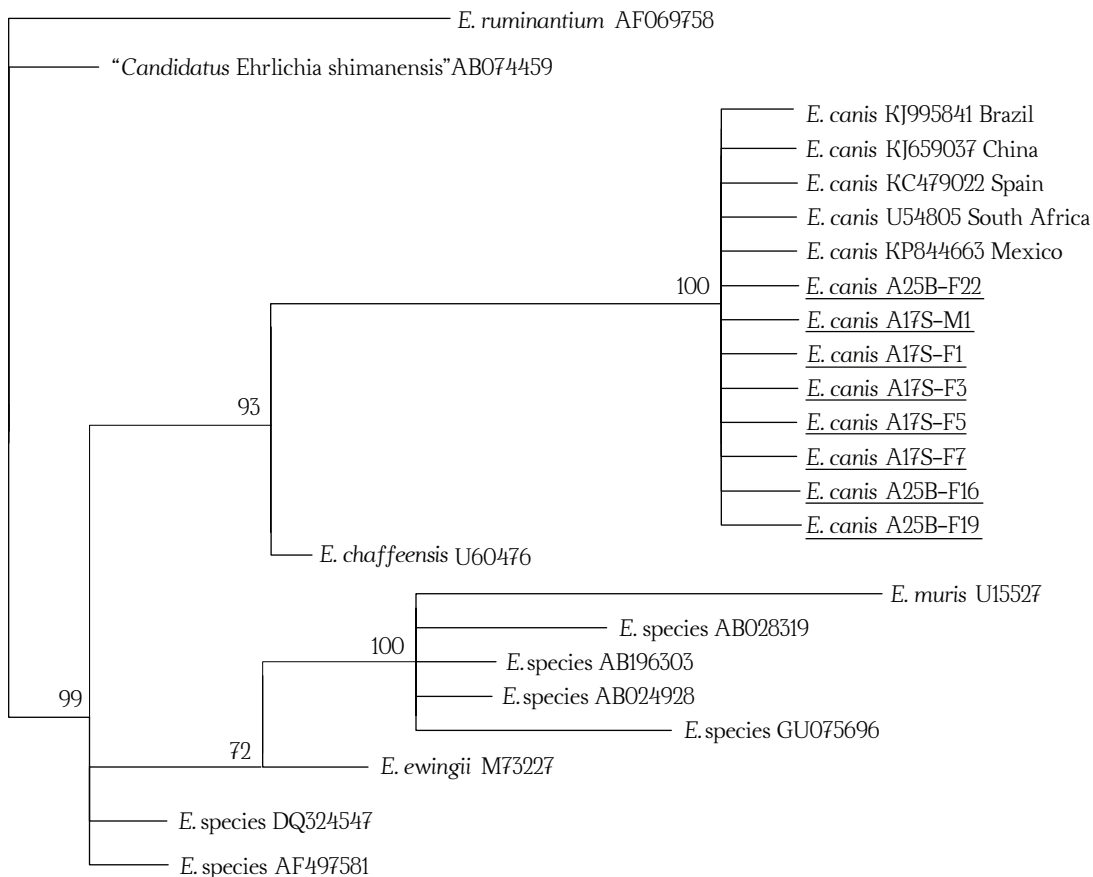 E. ruminantium AF069758
“Candidatus Ehrlichia shimanensis”AB074459
E. canis KJ995841 Brazil
E. canis KJ659037 China
E. canis KC479022 Spain
E. canis U54805 South Africa
E. canis KP844663 Mexico
100
E. canis A25B-F22
E. canis A17S-M1
E. canis A17S-F1
E. canis A17S-F3
93
E. canis A17S-F5
E. canis A17S-F7
E. canis A25B-F16
E. canis A25B-F19
E. chaffeensis U60476
E. muris U15527
E. species AB028319
100
E. species AB196303
E. species AB024928
99
E. species GU075696
72
E. ewingii M73227
E. species DQ324547
E. species AF497581